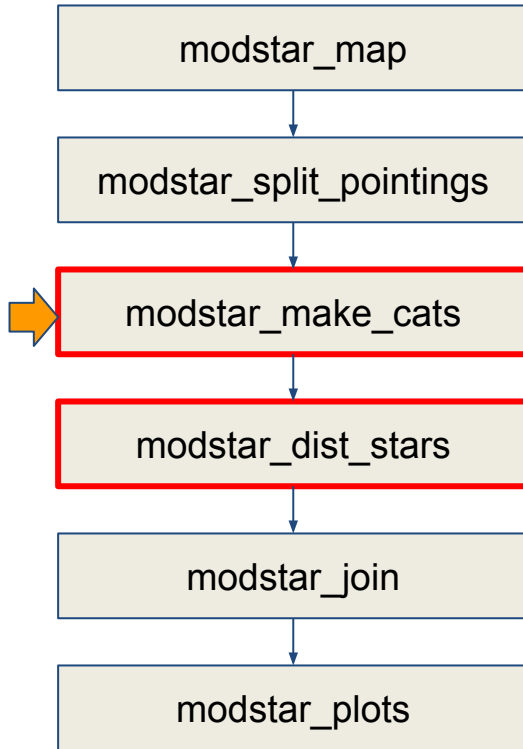 modstar_map
modstar_split_pointings
modstar_make_cats
modstar_dist_stars
modstar_join
modstar_plots